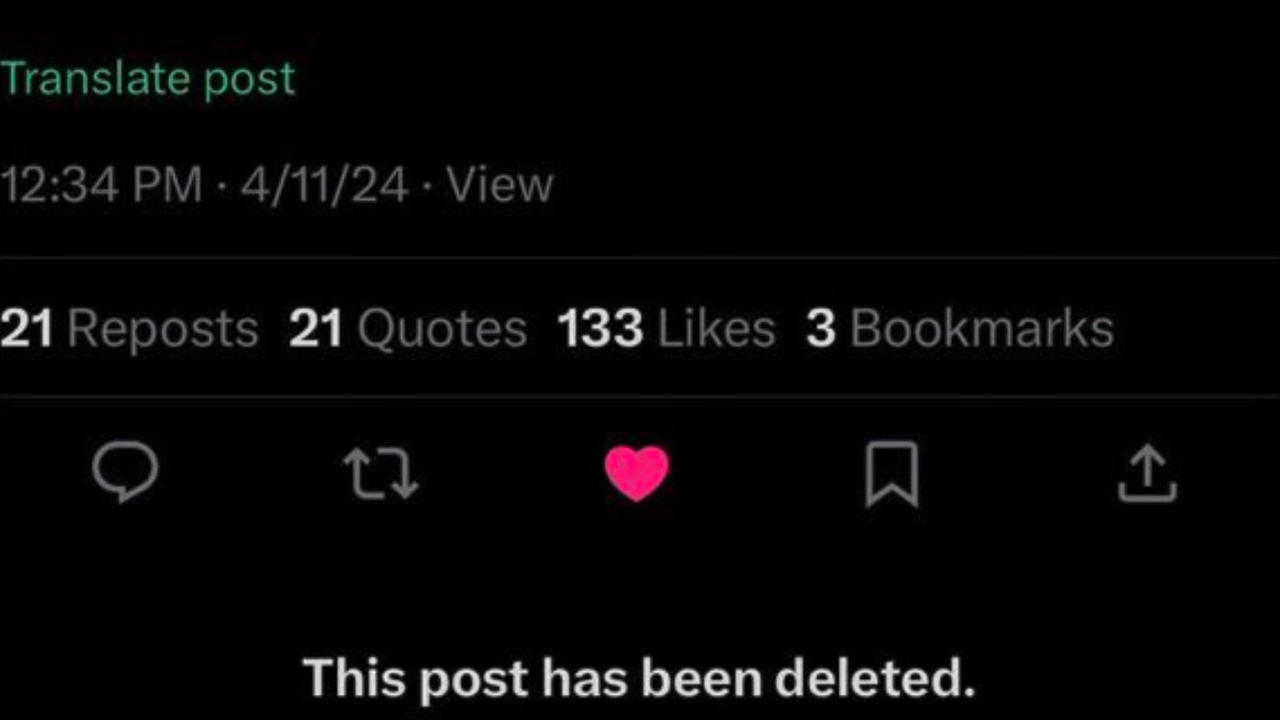 Translate post
12:34 PM · 4/11/24 · View
21 Reposts 21 Quotes 133 Likes 3 Bookmarks
This post has been deleted.